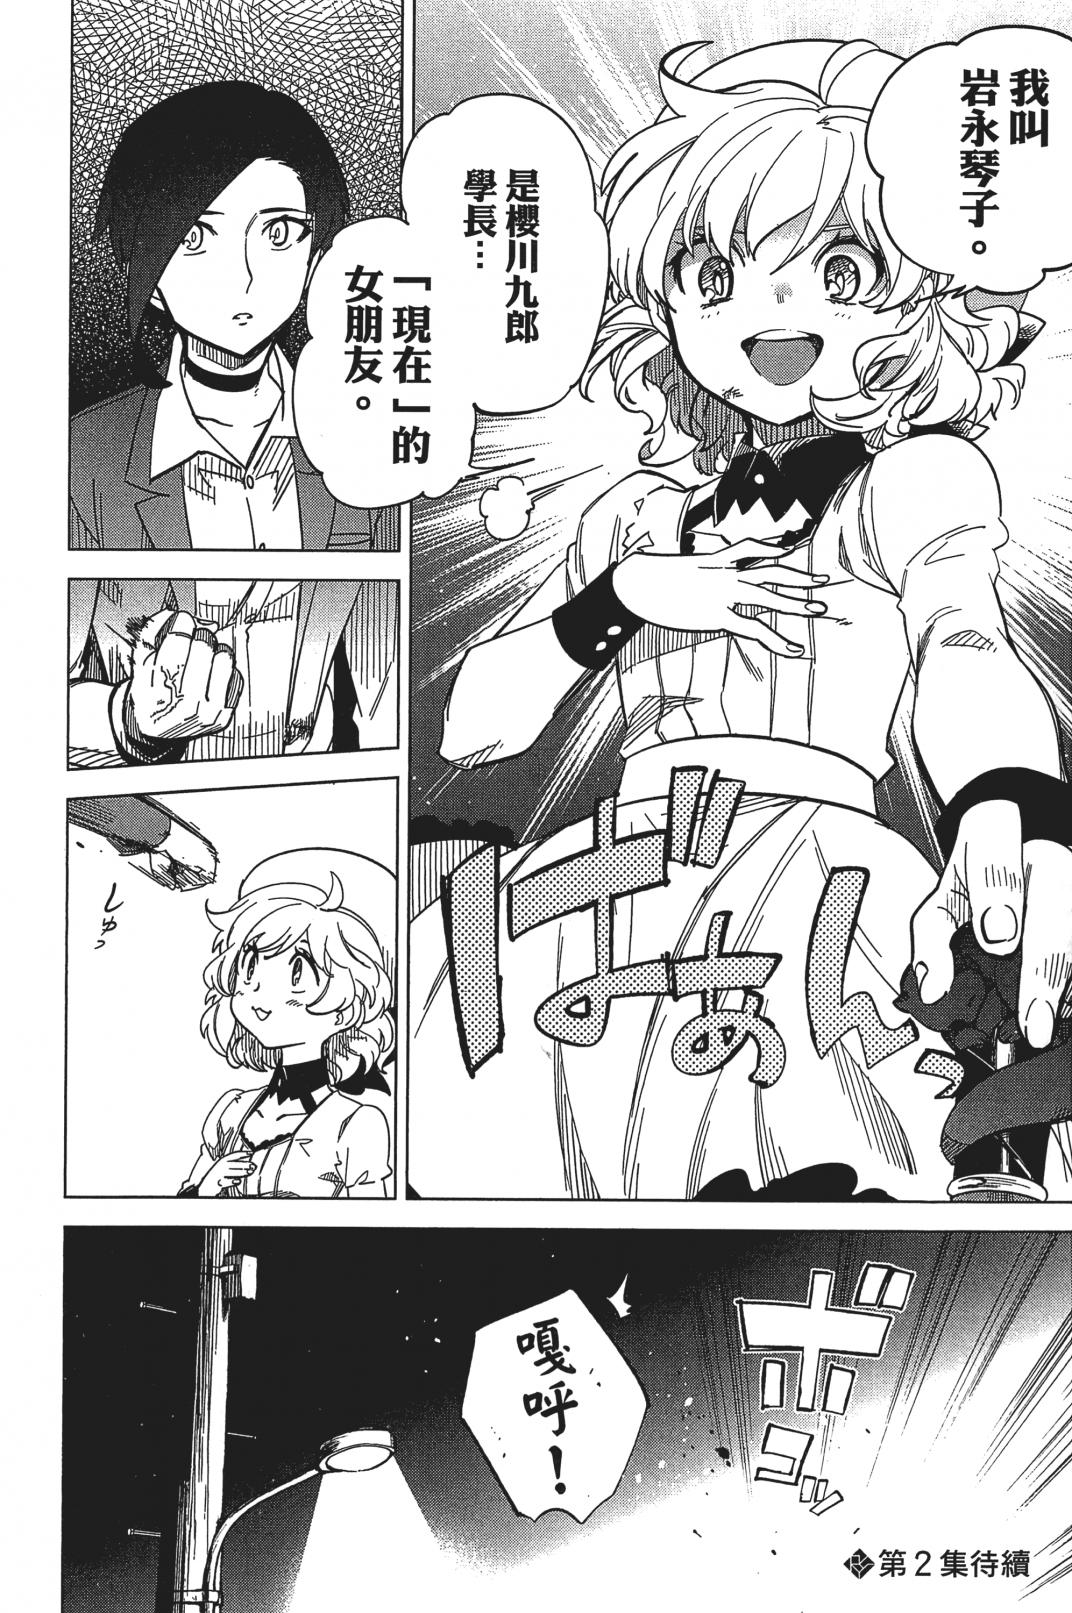 我叫
岩永琴子。
是櫻川九郎
學長…
「現在」的
女朋友。
ばぁーん
しゅっ
ボコッ
嘎呼！
第2集待續